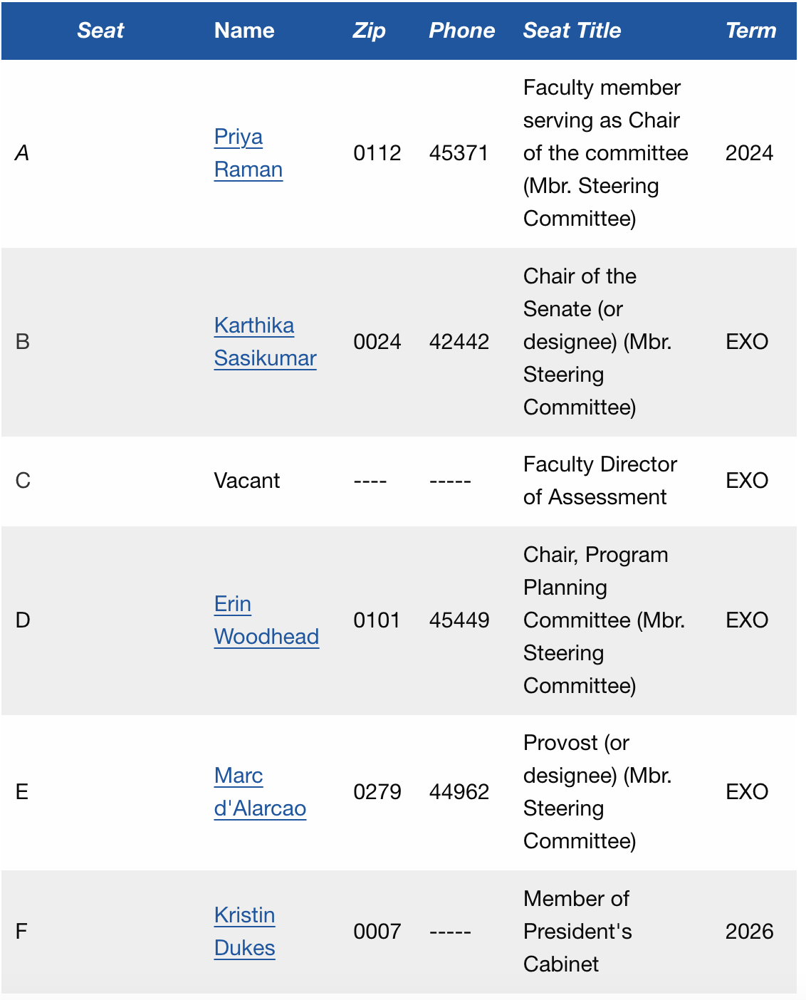 Seat Name Zip Phone Seat Title Term
A Priya Raman 0112 45371 Faculty member serving as Chair of the committee (Mbr. Steering Committee) 2024
B Karthika Sasikumar 0024 42442 Chair of the Senate (or designee) (Mbr. Steering Committee) EXO
C Vacant ---- ----- Faculty Director of Assessment EXO
D Erin Woodhead 0101 45449 Chair, Program Planning Committee (Mbr. Steering Committee) EXO
E Marc d'Alarcao 0279 44962 Provost (or designee) (Mbr. Steering Committee) EXO
F Kristin Dukes 0007 ----- Member of President's Cabinet 2026